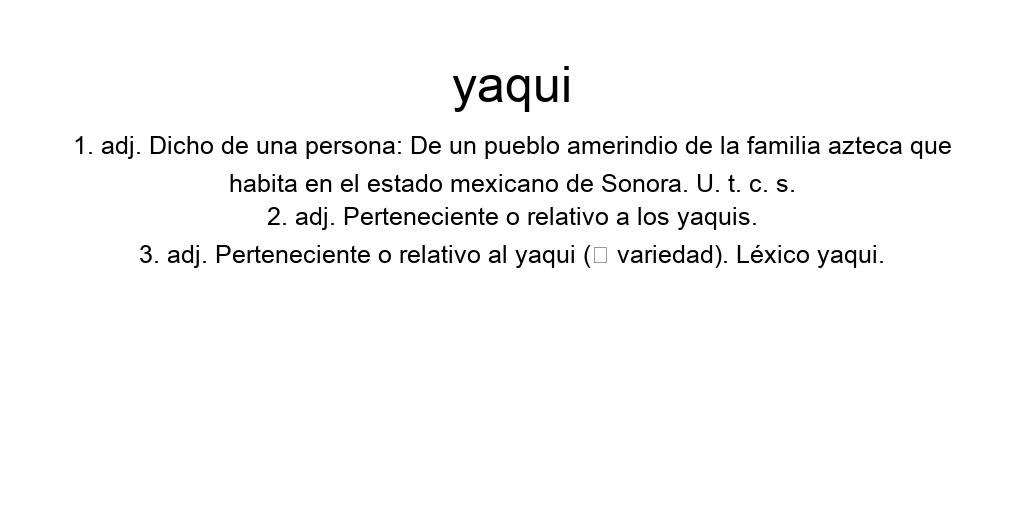 yaqui
1. adj. Dicho de una persona: De un pueblo amerindio de la familia azteca que
habita en el estado mexicano de Sonora. U. t. c. s.
2. adj. Perteneciente o relativo a los yaquis.
3. adj. Perteneciente o relativo al yaqui (□ variedad). Léxico yaqui.